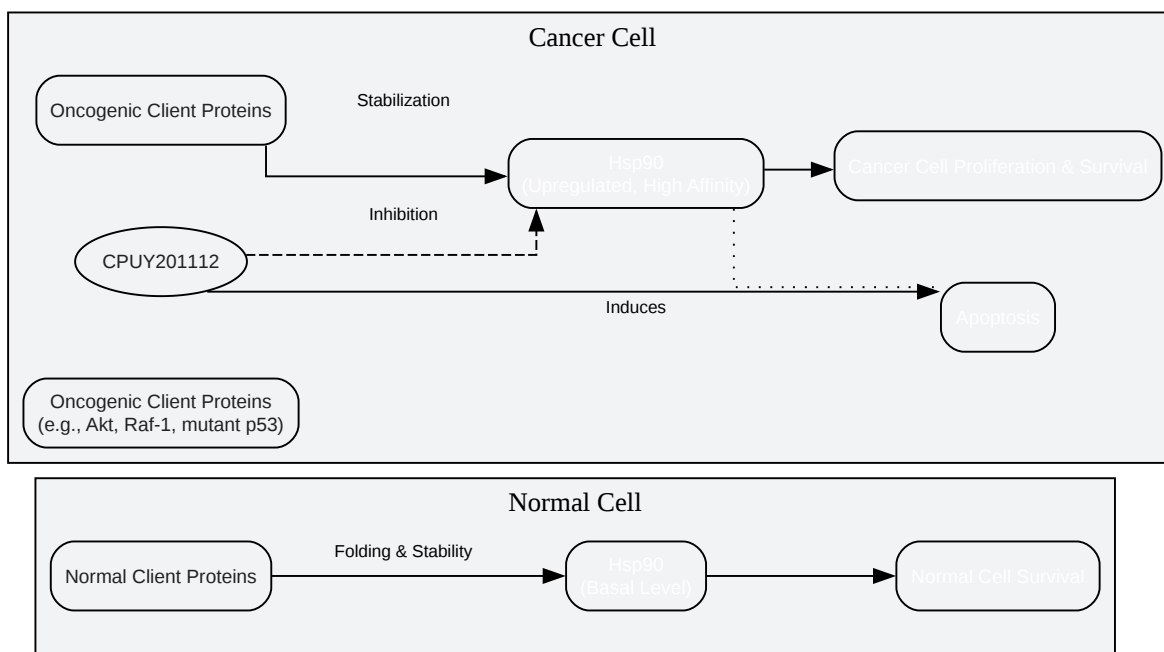 Cancer Cell
Oncogenic Client Proteins
Stabilization
Hsp90
(Upregulated, High Affinity)
Cancer Cell Proliferation & Survival
Inhibition
CPUY201112
Induces
Apoptosis
Oncogenic Client Proteins
(e.g., Akt, Raf-1, mutant p53)
Normal Cell
Normal Client Proteins
Folding & Stability
Hsp90
(Basal Level)
Normal Cell Survival